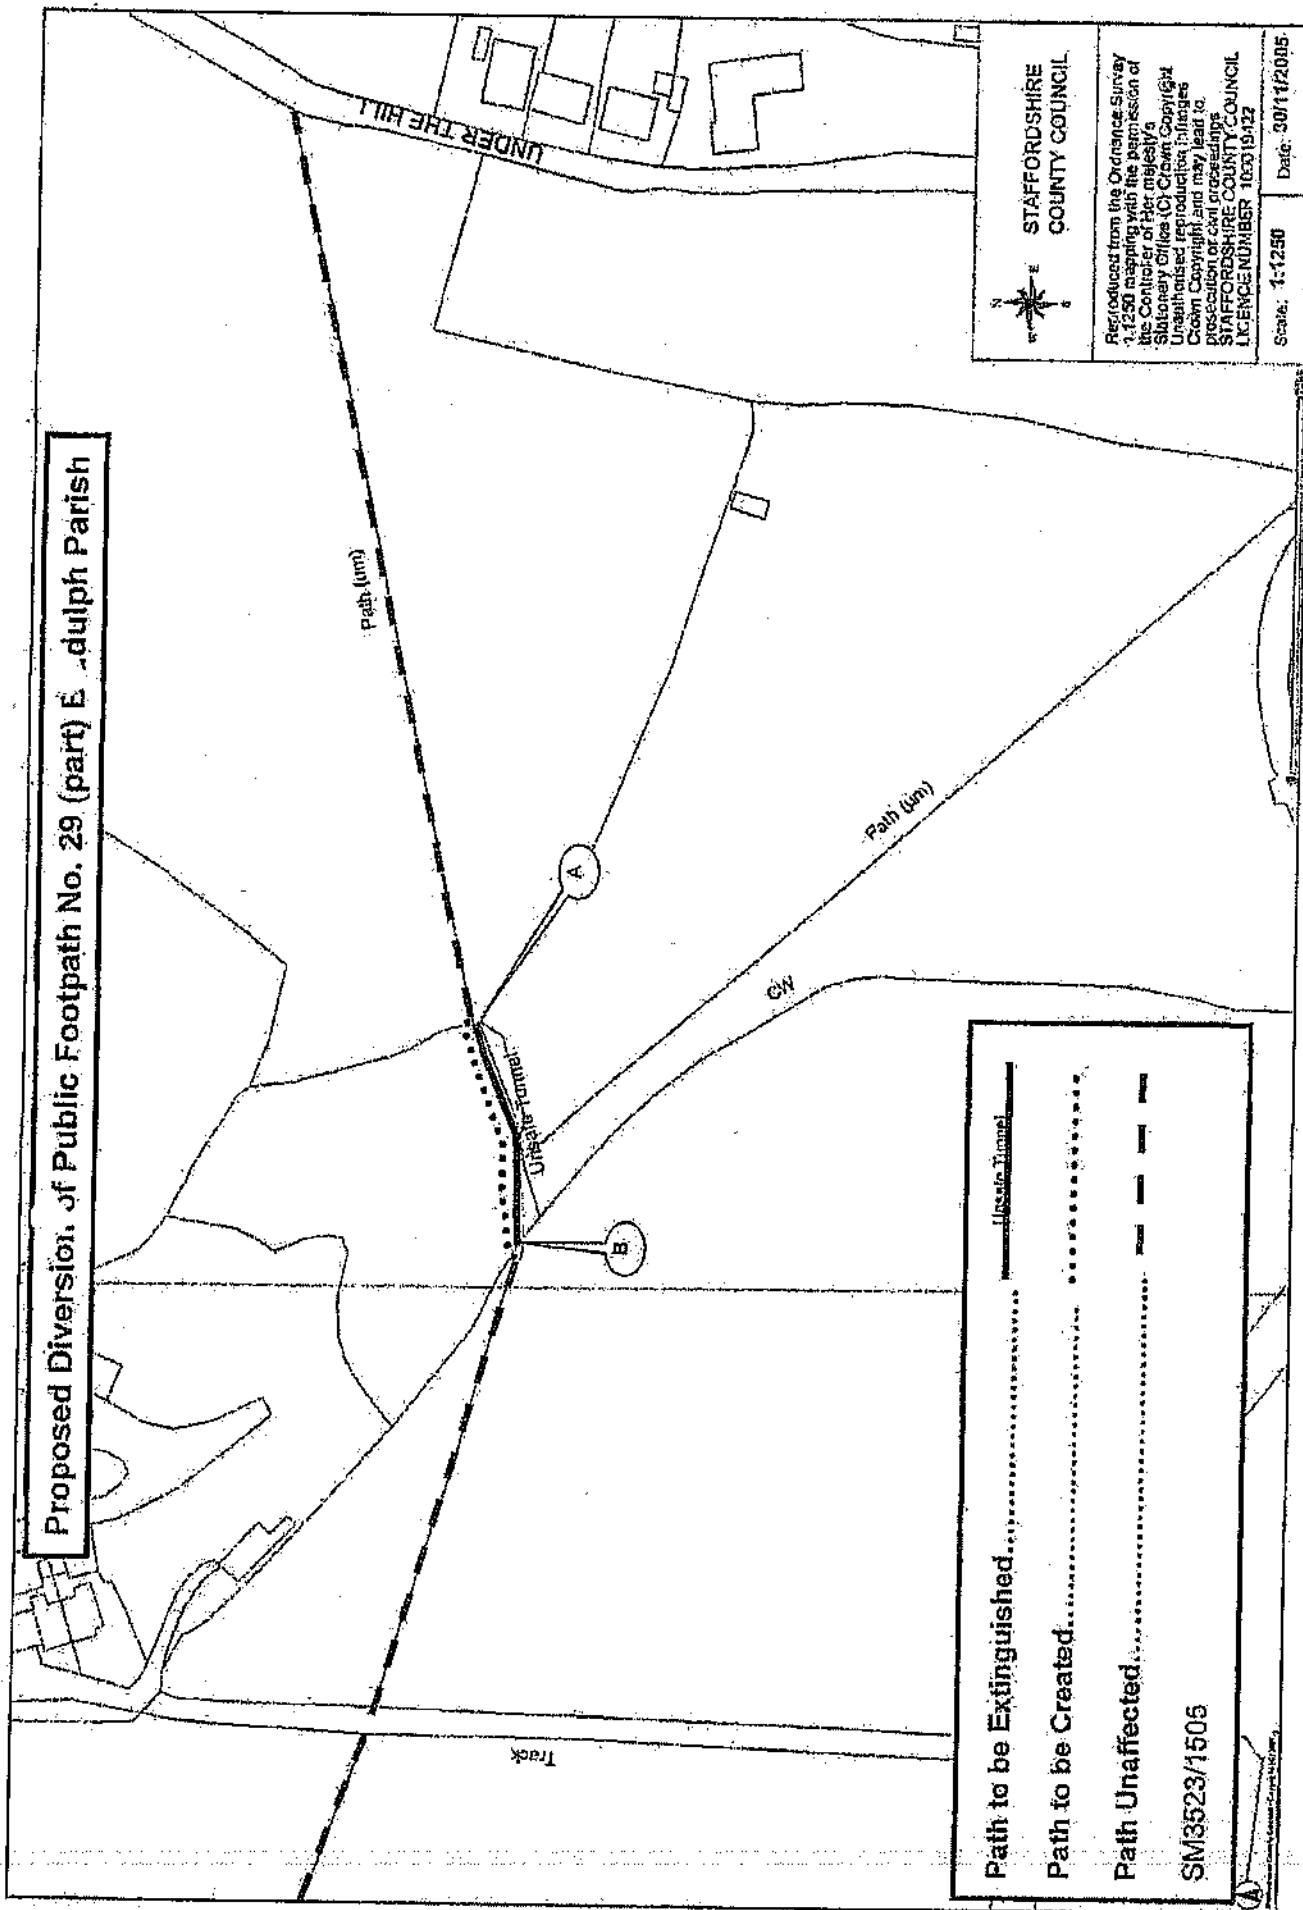 Proposed Diversion of Public Footpath No. 29 (part) dulph Parish
UNDER THE HILL
Path (um)
A
Unsafe Tunnel
B
Path (um)
CW
Track
Path to be Extinguished
Unsafe Tunnel
Path to be Created
Path Unaffected
SM3523/1505
N
E
STAFFORDSHIRE
COUNTY COUNCIL
Reproduced from the Ordnance Survey
1:1250 mapping with the permission of
the Controller of Her majesty's
Stationary Office (C) Crown Copyright
Unauthorised reproduction infringes
Crown Copyright and may lead to
prosecution or civil proceedings
STAFFORDSHIRE COUNTY COUNCIL
LICENCE NUMBER 100019422
Scale: 1:1250
Date: 30/11/2005
A